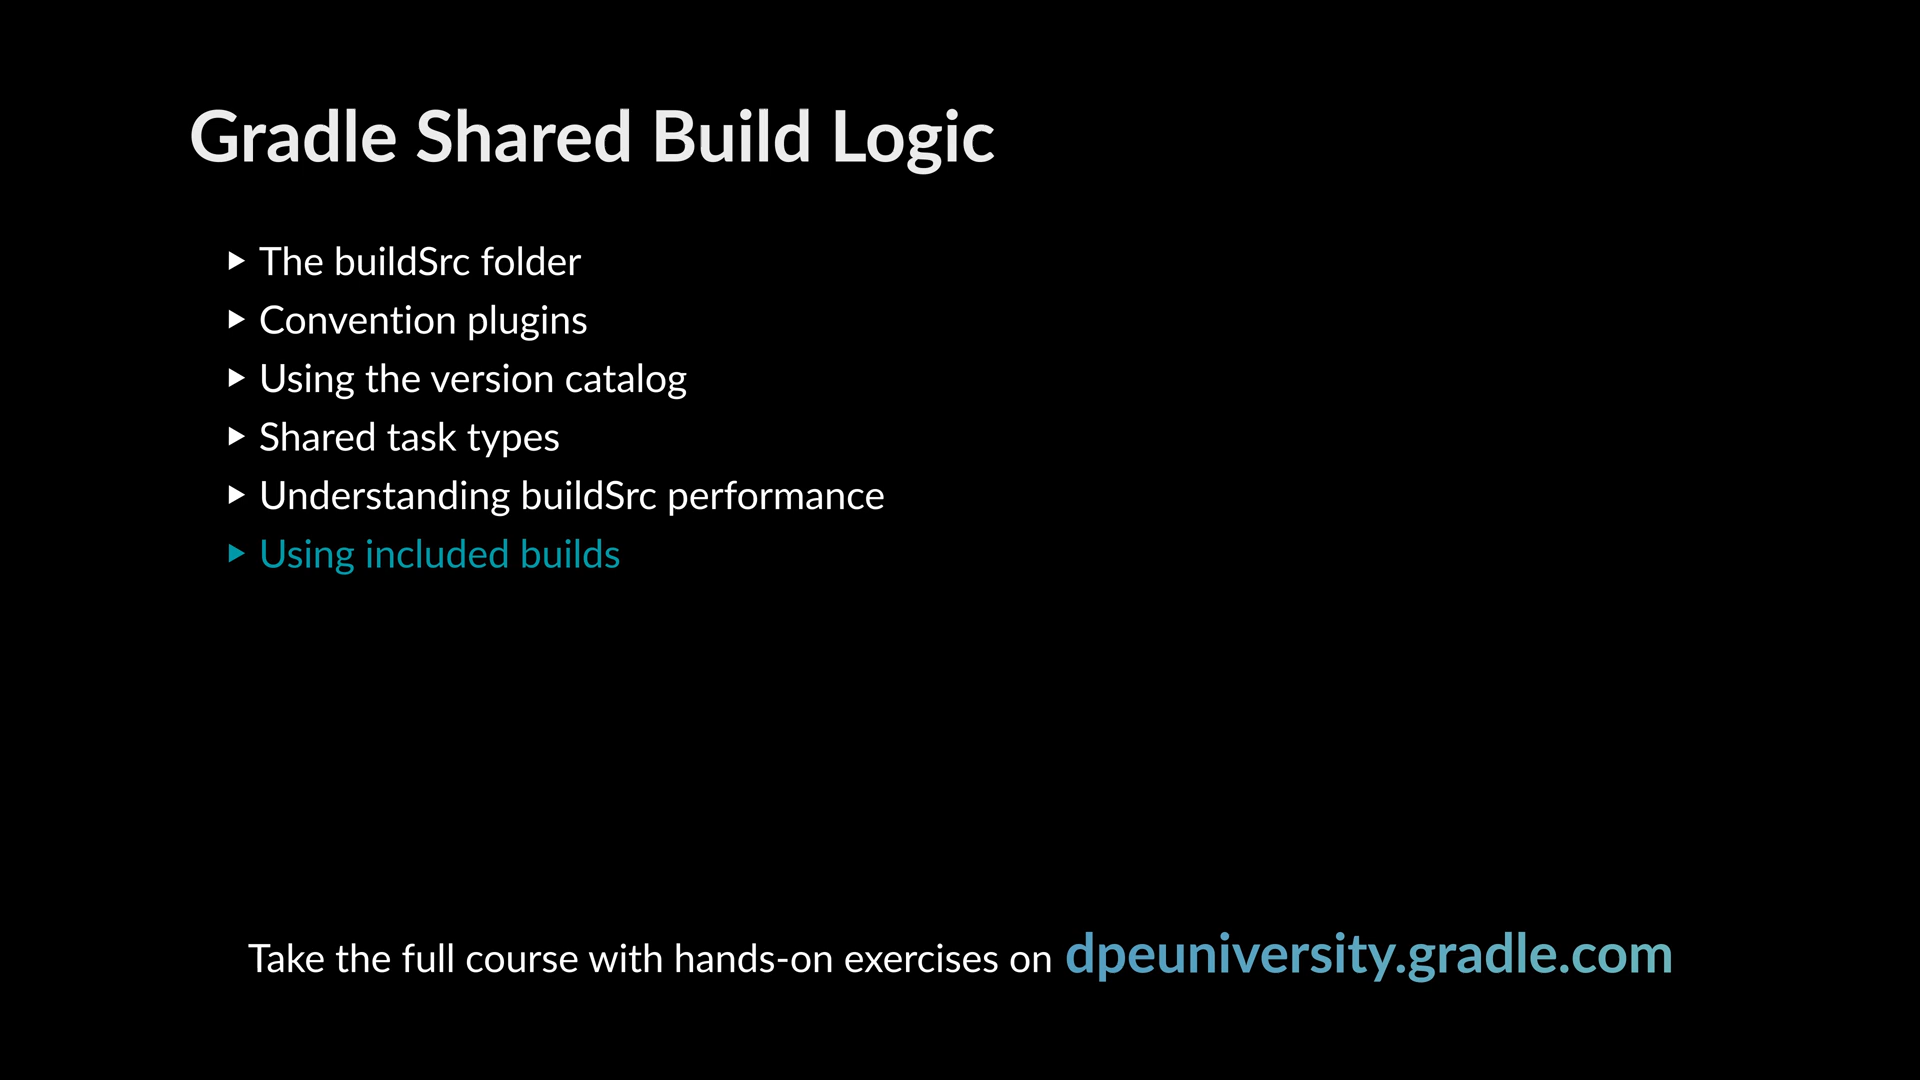 Gradle Shared Build Logic
▶ The buildSrc folder
▶ Convention plugins
▶ Using the version catalog
▶ Shared task types
▶ Understanding buildSrc performance
▶ Using included builds
Take the full course with hands-on exercises on dpeuniversity.gradle.com